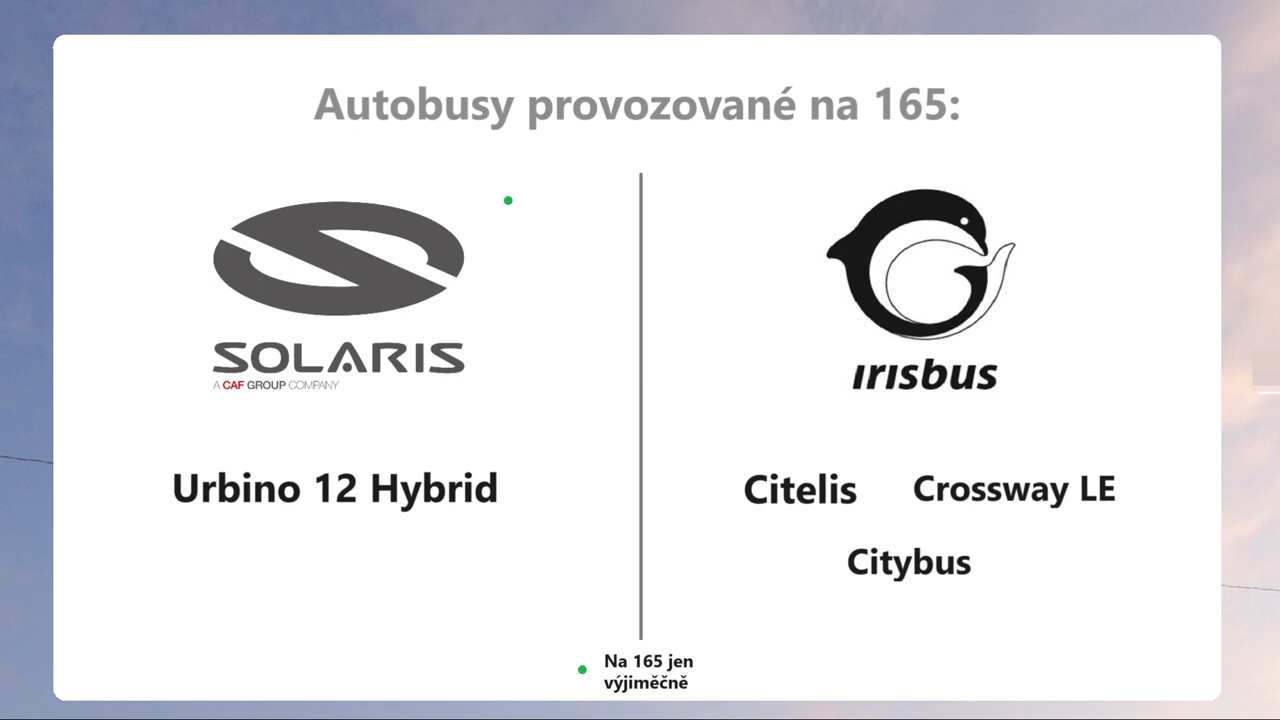 Autobusy provozované na 165:
SOLARIS
A CAF GROUP COMPANY
Urbino 12 Hybrid
irisbus
Citelis Crossway LE
Citybus
Na 165 jen
výjiměčně